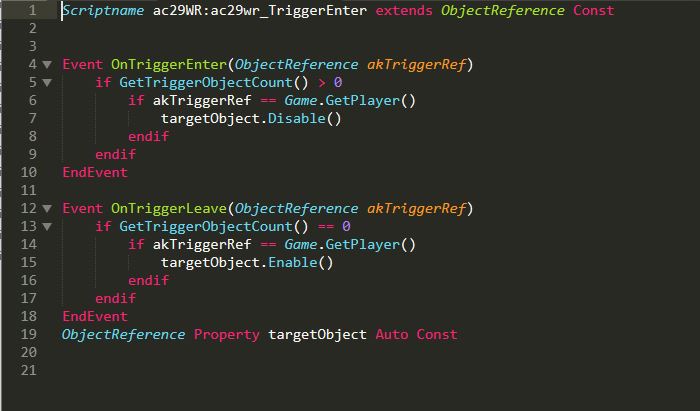 1 Scriptname ac29WR:ac29wr_TriggerEnter extends ObjectReference Const
2
3
4 Event OnTriggerEnter(ObjectReference akTriggerRef)
5 if GetTriggerObjectCount() > 0
6 if akTriggerRef == Game.GetPlayer()
7 targetObject.Disable()
8 endif
9 endif
10 EndEvent
11
12 Event OnTriggerLeave(ObjectReference akTriggerRef)
13 if GetTriggerObjectCount() == 0
14 if akTriggerRef == Game.GetPlayer()
15 targetObject.Enable()
16 endif
17 endif
18 EndEvent
19 ObjectReference Property targetObject Auto Const
20
21